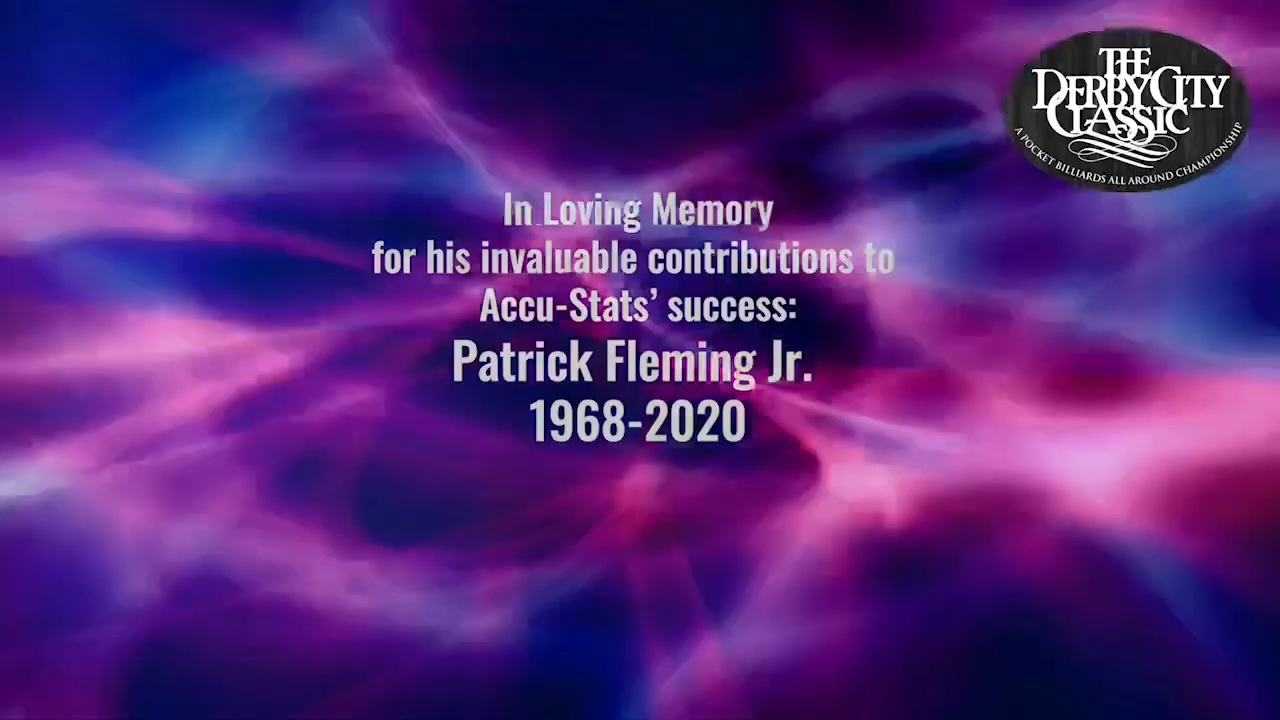 THE
DERBY CITY
CLASSIC
A POCKET BILLIARDS ALL AROUND CHAMPIONSHIP
In Loving Memory
for his invaluable contributions to
Accu-Stats’ success:
Patrick Fleming Jr.
1968-2020